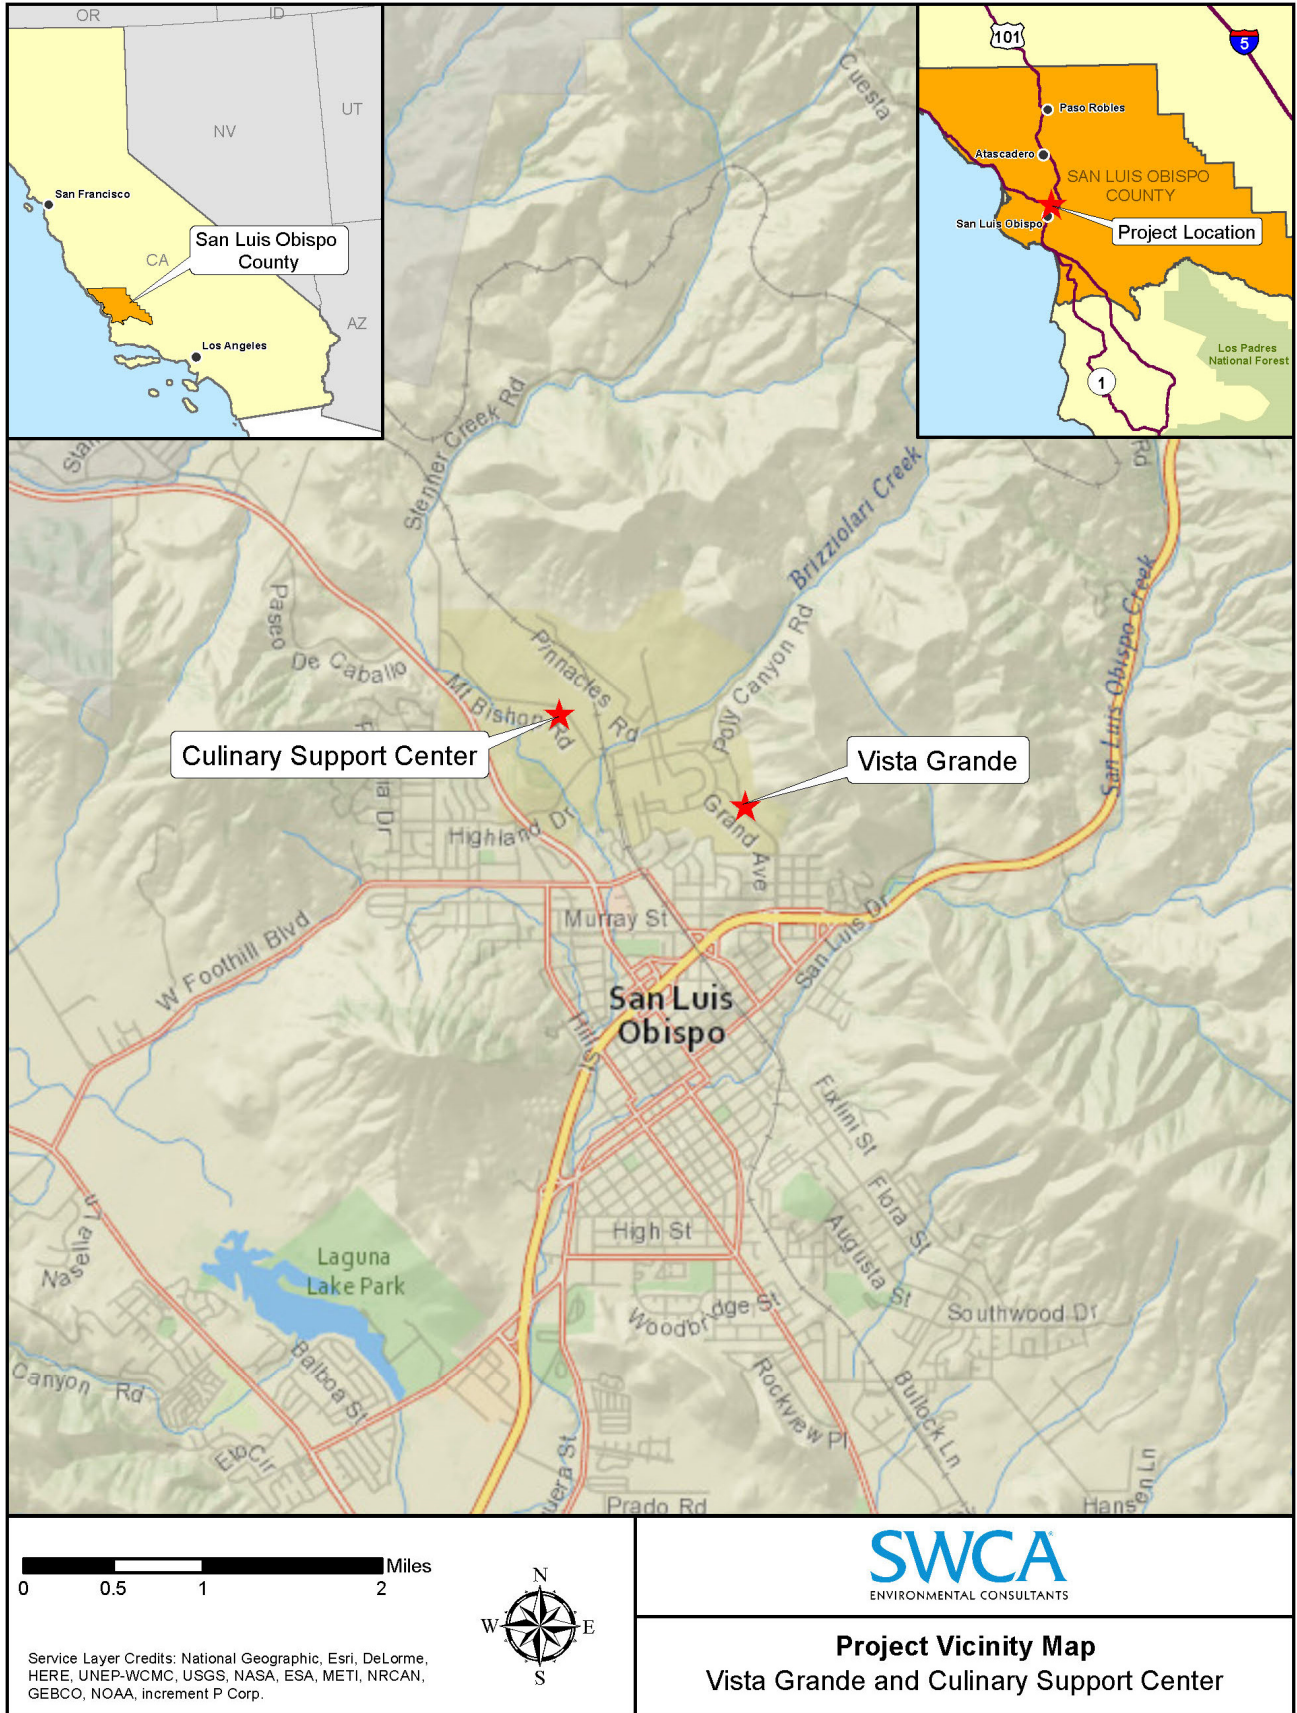 OR
ID
NV
UT
San Francisco
CA
San Luis Obispo
County
AZ
Los Angeles
Cuesta
101
5
Paso Robles
Atascadero
SAN LUIS OBISPO
COUNTY
San Luis Obispo
Project Location
Los Padres
National Forest
1
Stenner Creek Rd
Rd
Brizziolari Creek
San Luis Obispo Creek
Paseo
De Caballo
Pinnacles Rd
Mt Bishop Rd
Poly Canyon Rd
Culinary Support Center
Vista Grande
Grand Ave
Highland Dr
Murray St
San Luis Dr
W Foothill Blvd
San Luis
Obispo
Hill St
Fixlini St
Flora St
Augusta St
High St
Nasella Ln
Laguna
Lake Park
Woodbridge St
Southwood Dr
Balboa St
Canyon Rd
Rockview Pl
Bullock Ln
Elo Cir
Prado Rd
Hansen Ln
Miles
0 0.5 1 2
N
W E
S
Service Layer Credits: National Geographic, Esri, DeLorme,
HERE, UNEP-WCMC, USGS, NASA, ESA, METI, NRCAN,
GEBCO, NOAA, increment P Corp.
SWCA
ENVIRONMENTAL CONSULTANTS
Project Vicinity Map
Vista Grande and Culinary Support Center